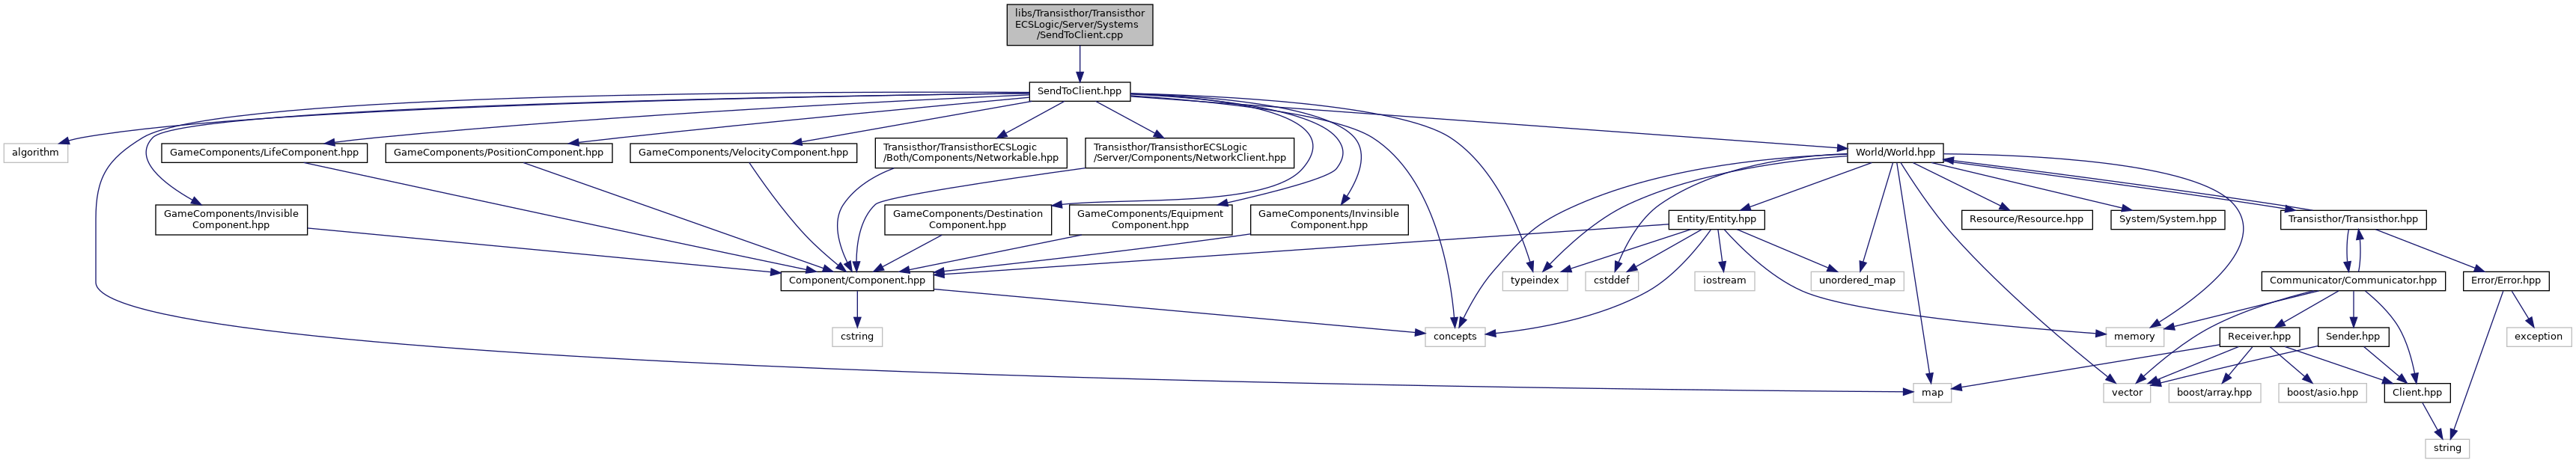 libs/Transisthor/Transisthor
ECSLogic/Server/Systems
/SendToClient.cpp
SendToClient.hpp
algorithm
GameComponents/LifeComponent.hpp
GameComponents/PositionComponent.hpp
GameComponents/VelocityComponent.hpp
Transisthor/TransisthorECSLogic
/Both/Components/Networkable.hpp
Transisthor/TransisthorECSLogic
/Server/Components/NetworkClient.hpp
World/World.hpp
GameComponents/Invisible
Component.hpp
GameComponents/Destination
Component.hpp
GameComponents/Equipment
Component.hpp
GameComponents/Invinsible
Component.hpp
Entity/Entity.hpp
Resource/Resource.hpp
System/System.hpp
Transisthor/Transisthor.hpp
Component/Component.hpp
typeindex
cstddef
iostream
unordered_map
Communicator/Communicator.hpp
Error/Error.hpp
cstring
concepts
memory
Receiver.hpp
Sender.hpp
exception
map
vector
boost/array.hpp
boost/asio.hpp
Client.hpp
string